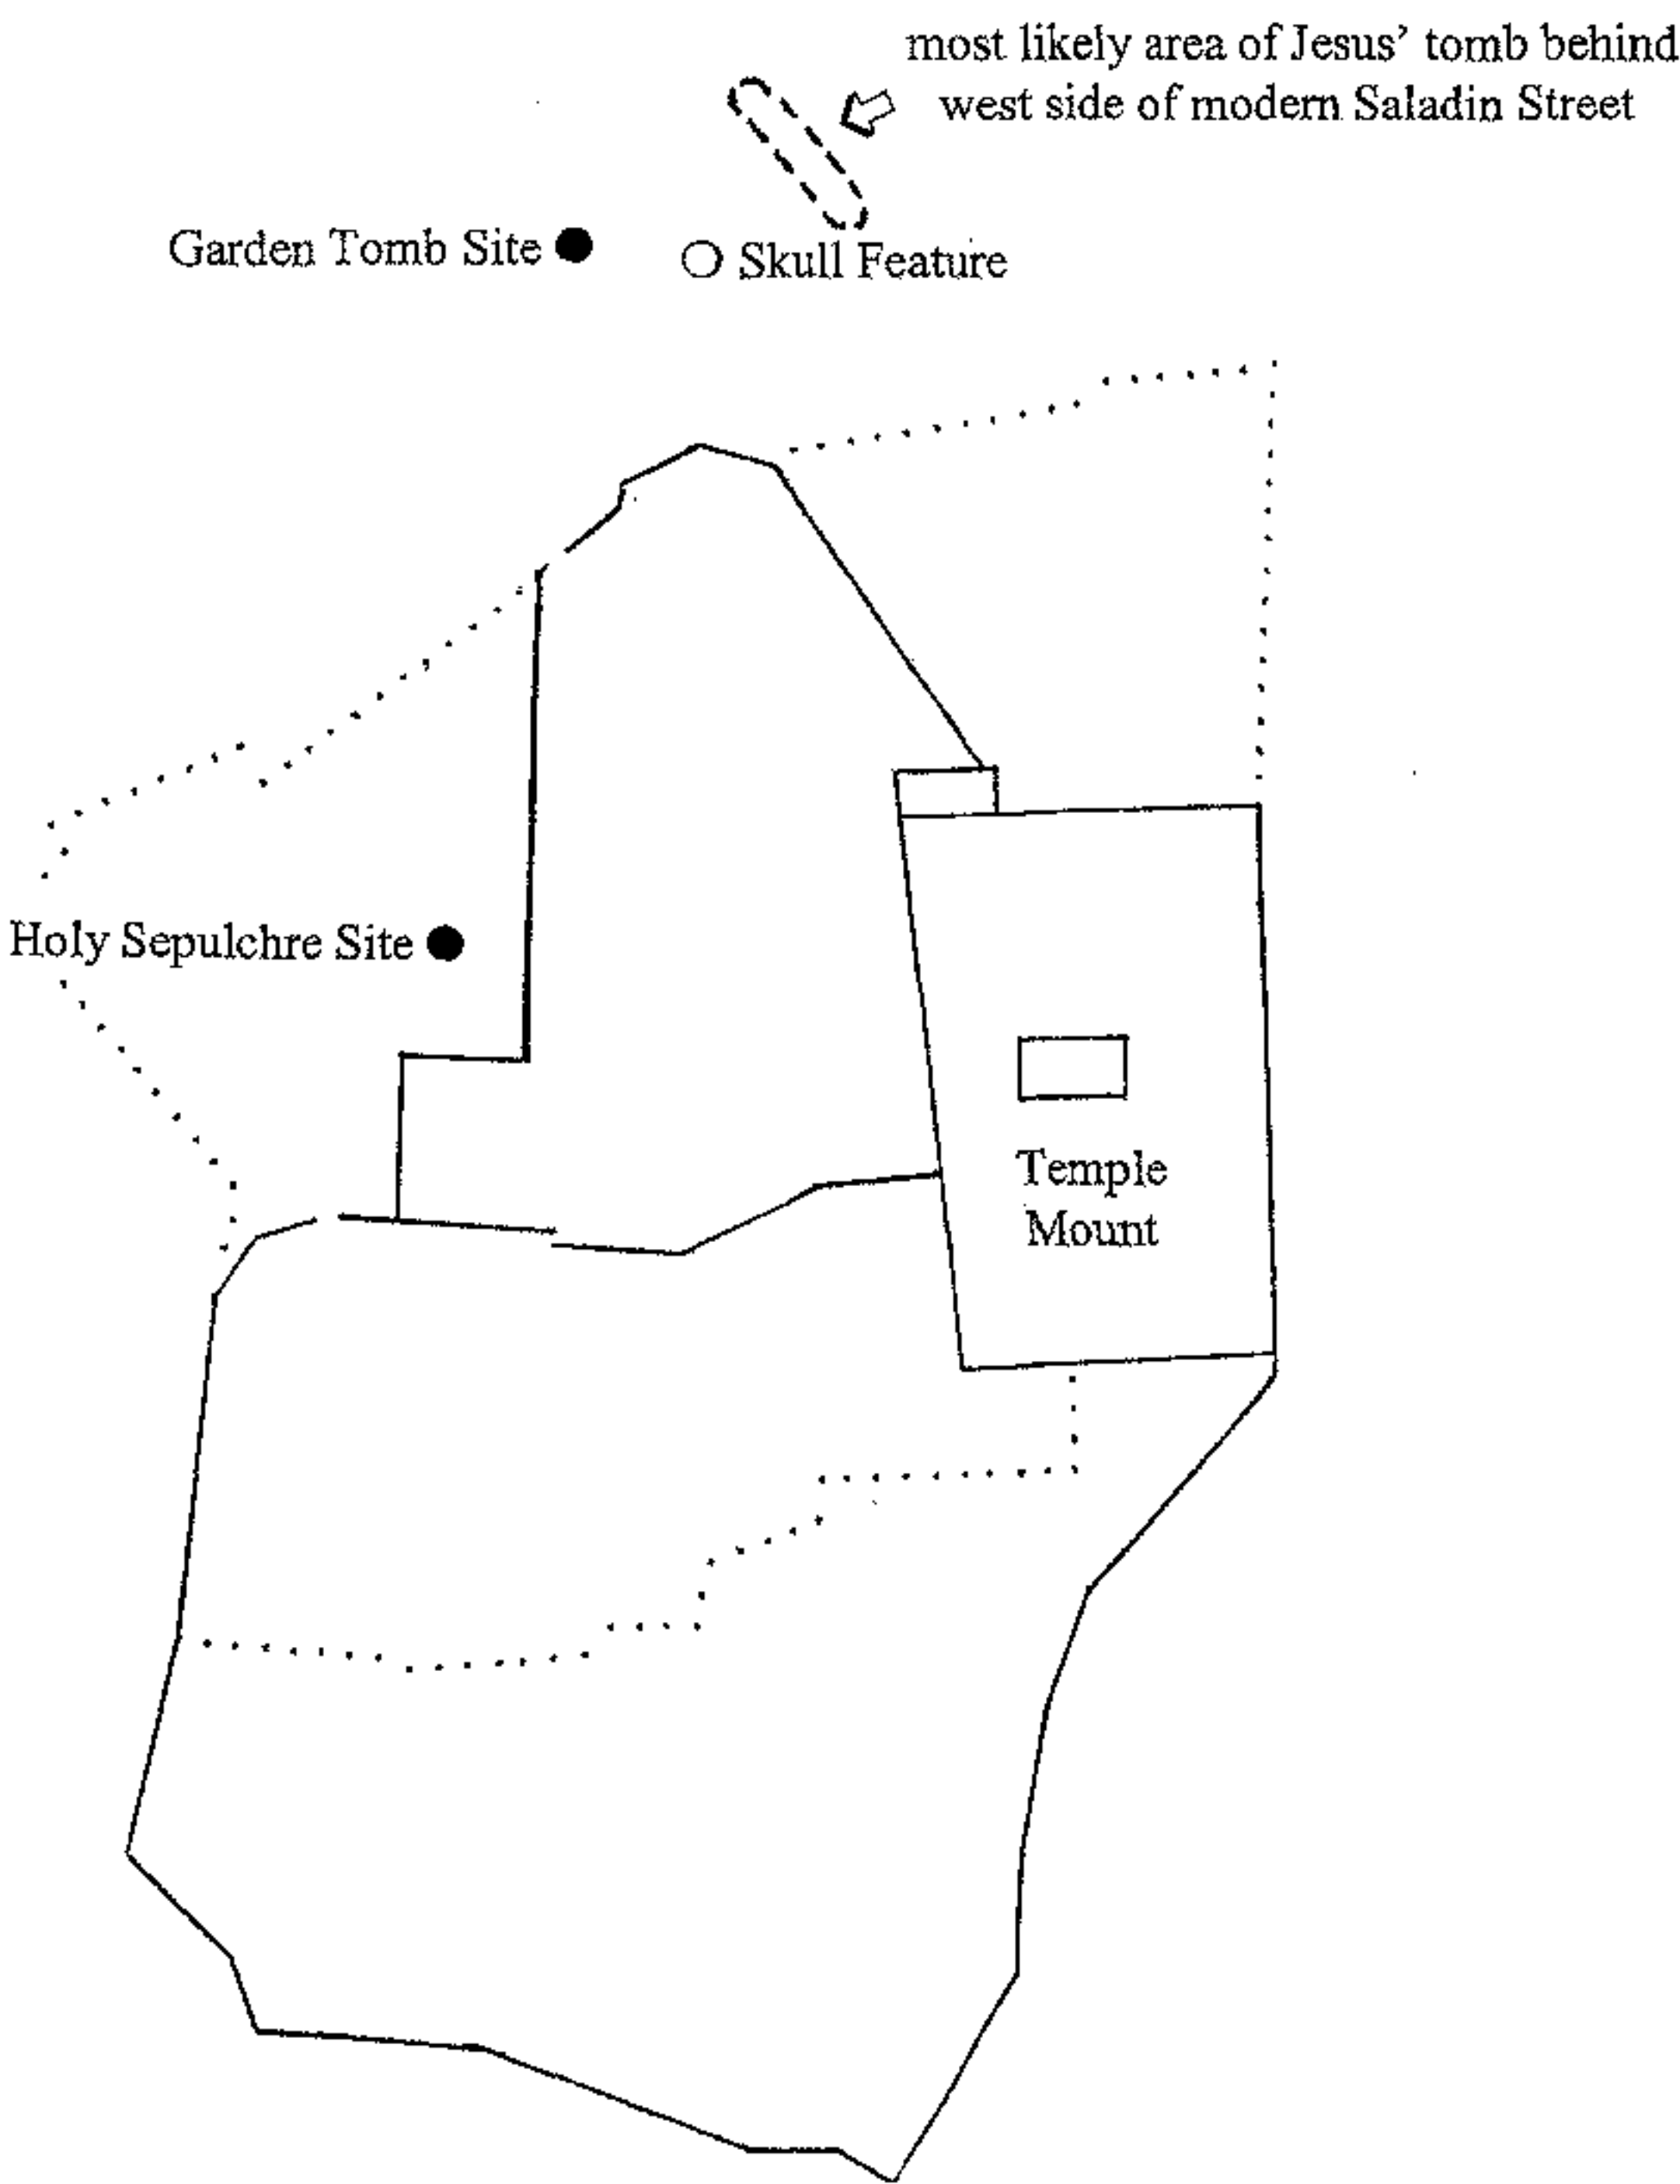 most likely area of Jesus' tomb behind
west side of modern Saladin Street
Garden Tomb Site
Skull Feature
Holy Sepulchre Site
Temple
Mount